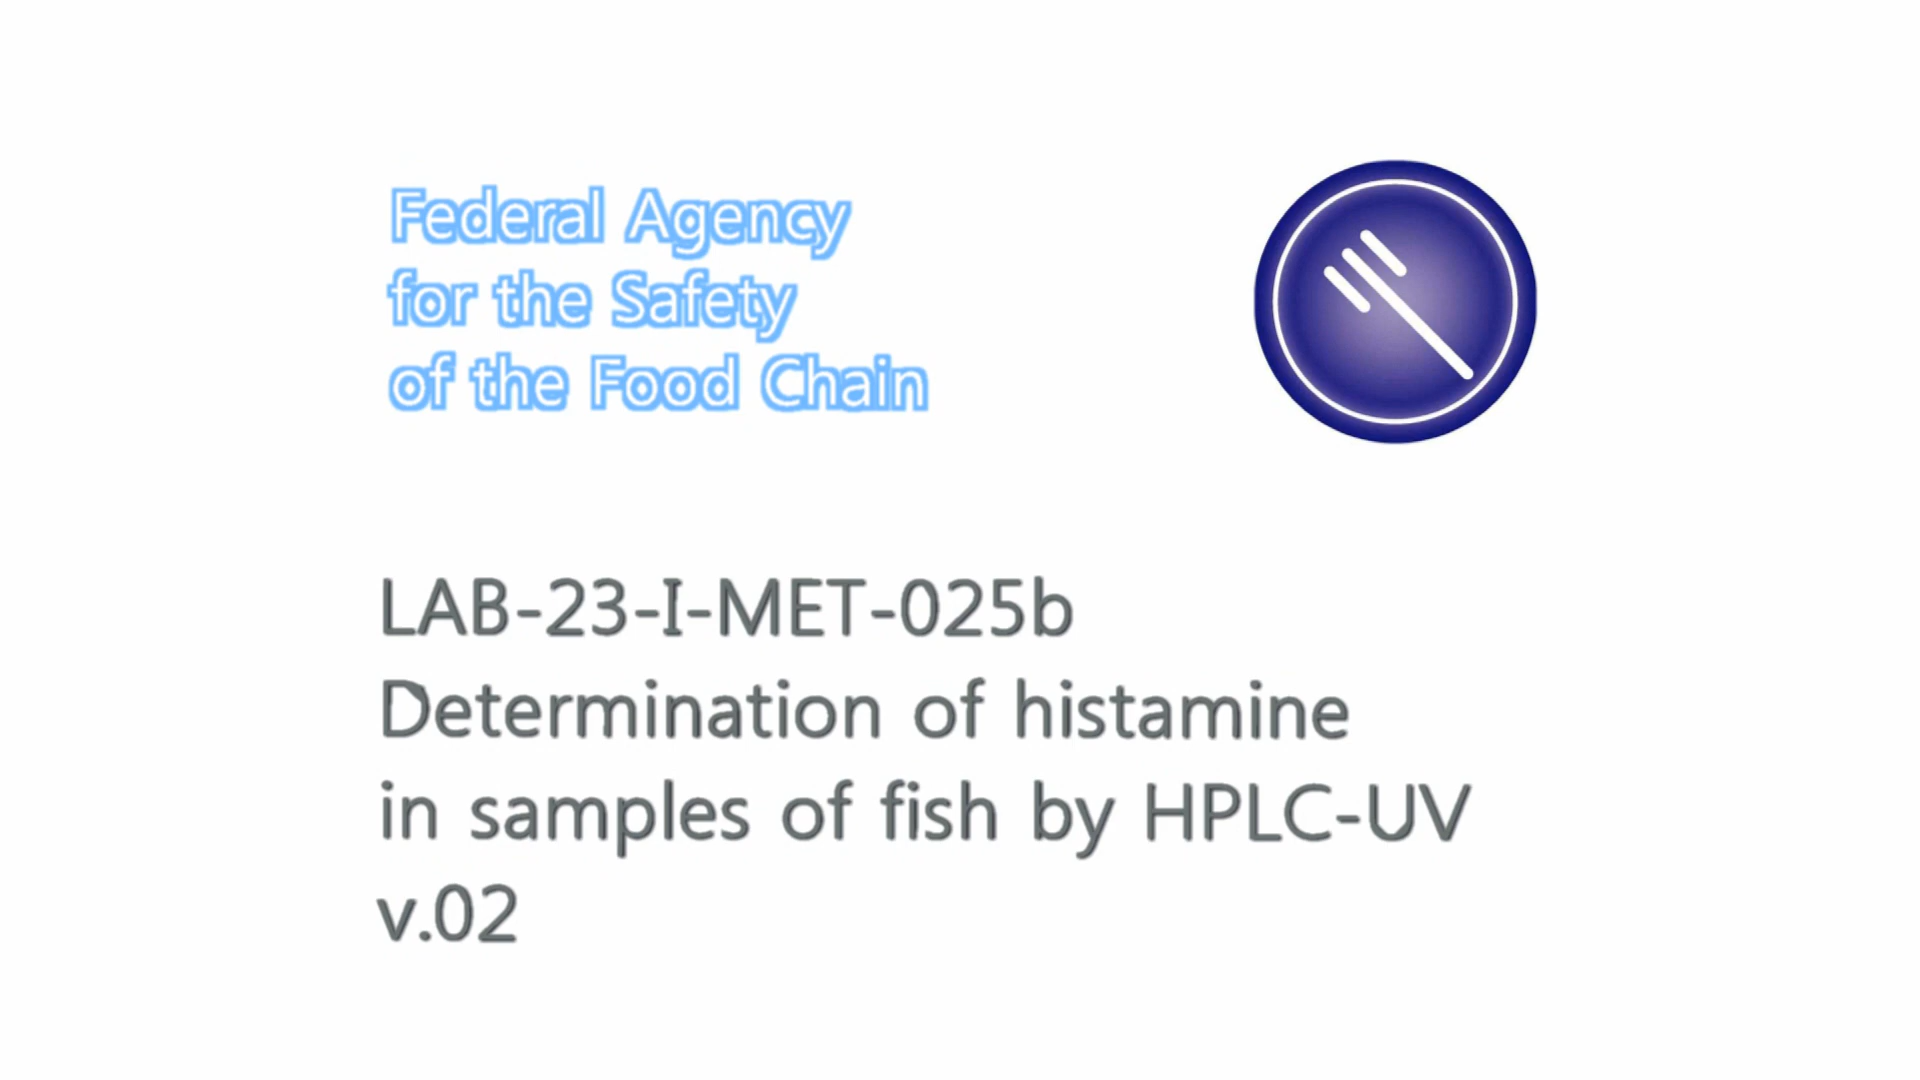 Federal Agency
for the Safety
of the Food Chain
LAB-23-I-MET-025b
Determination of histamine
in samples of fish by HPLC-UV
v.02